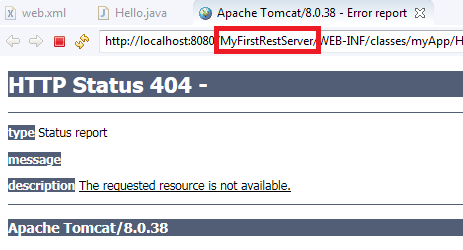 web.xml Hello.java Apache Tomcat/8.0.38 - Error report
http://localhost:8080/MyFirstRestServer/WEB-INF/classes/myApp/H
HTTP Status 404 -
type Status report
message
description The requested resource is not available.
Apache Tomcat/8.0.38